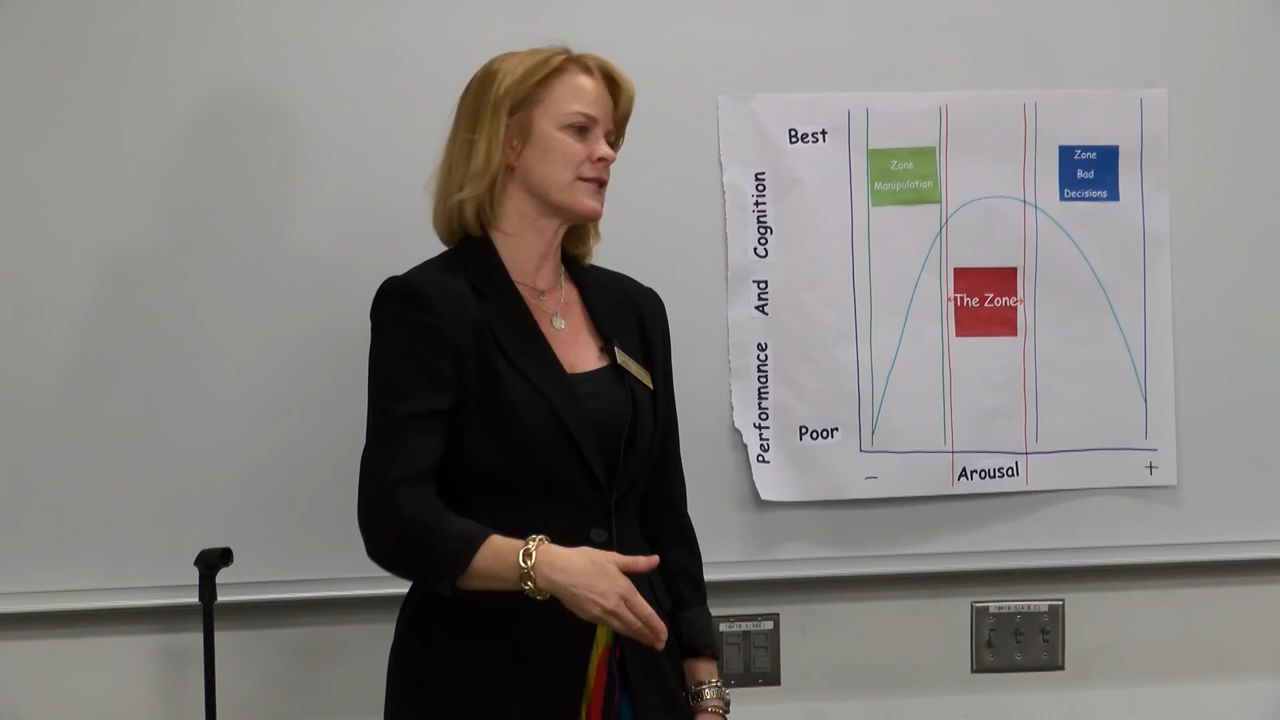 Best
Zone
Manipulation
Zone
Bad
Decisions
Performance And Cognition
The Zone
Poor
– Arousal +